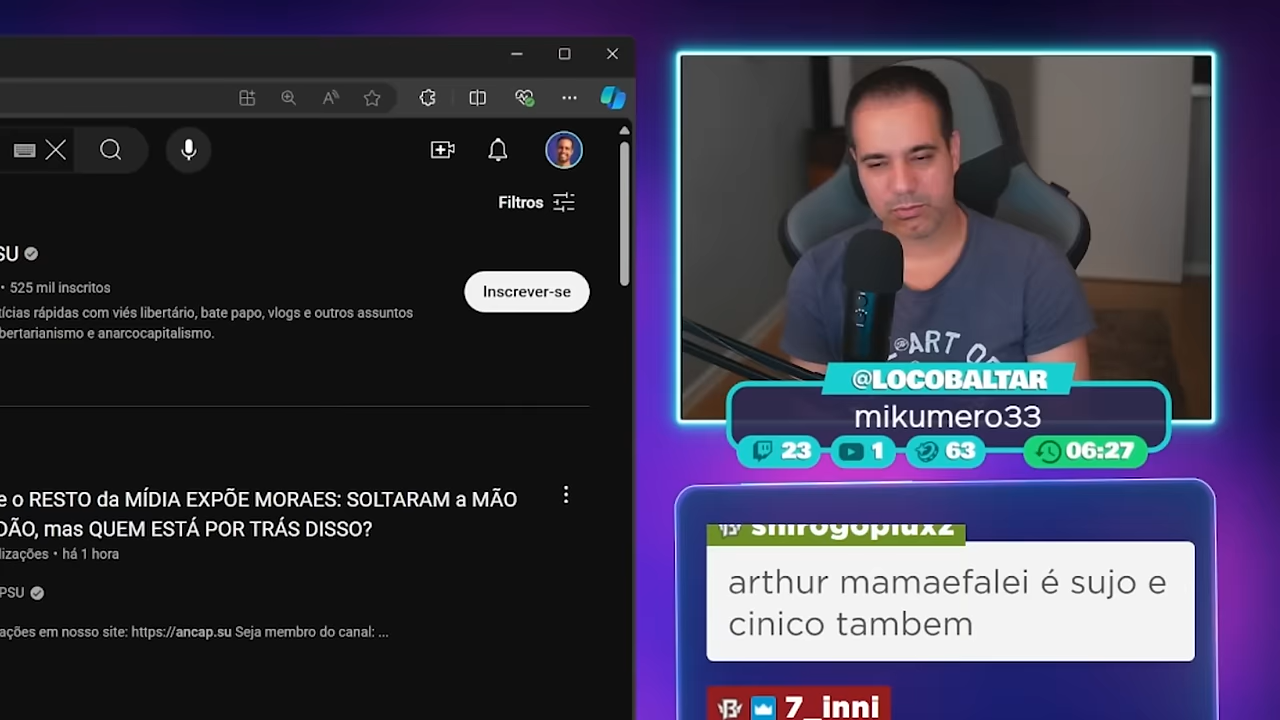 Filtros
SU
• 525 mil inscritos
tícias rápidas com viés libertário, bate papo, vlogs e outros assuntos
bertarianismo e anarcocapitalismo.
Inscrever-se
e o RESTO da MÍDIA EXPÕE MORAES: SOLTARAM a MÃO
DÃO, mas QUEM ESTÁ POR TRÁS DISSO?
lizações • há 1 hora
PSU
ações em nosso site: https://ancap.su Seja membro do canal: ...
ART OF
@LOCOBALTAR
mikumero33
23 1 63 06:27
shirogoplux2
arthur mamaefalei é sujo e
cinico tambem
7_inni